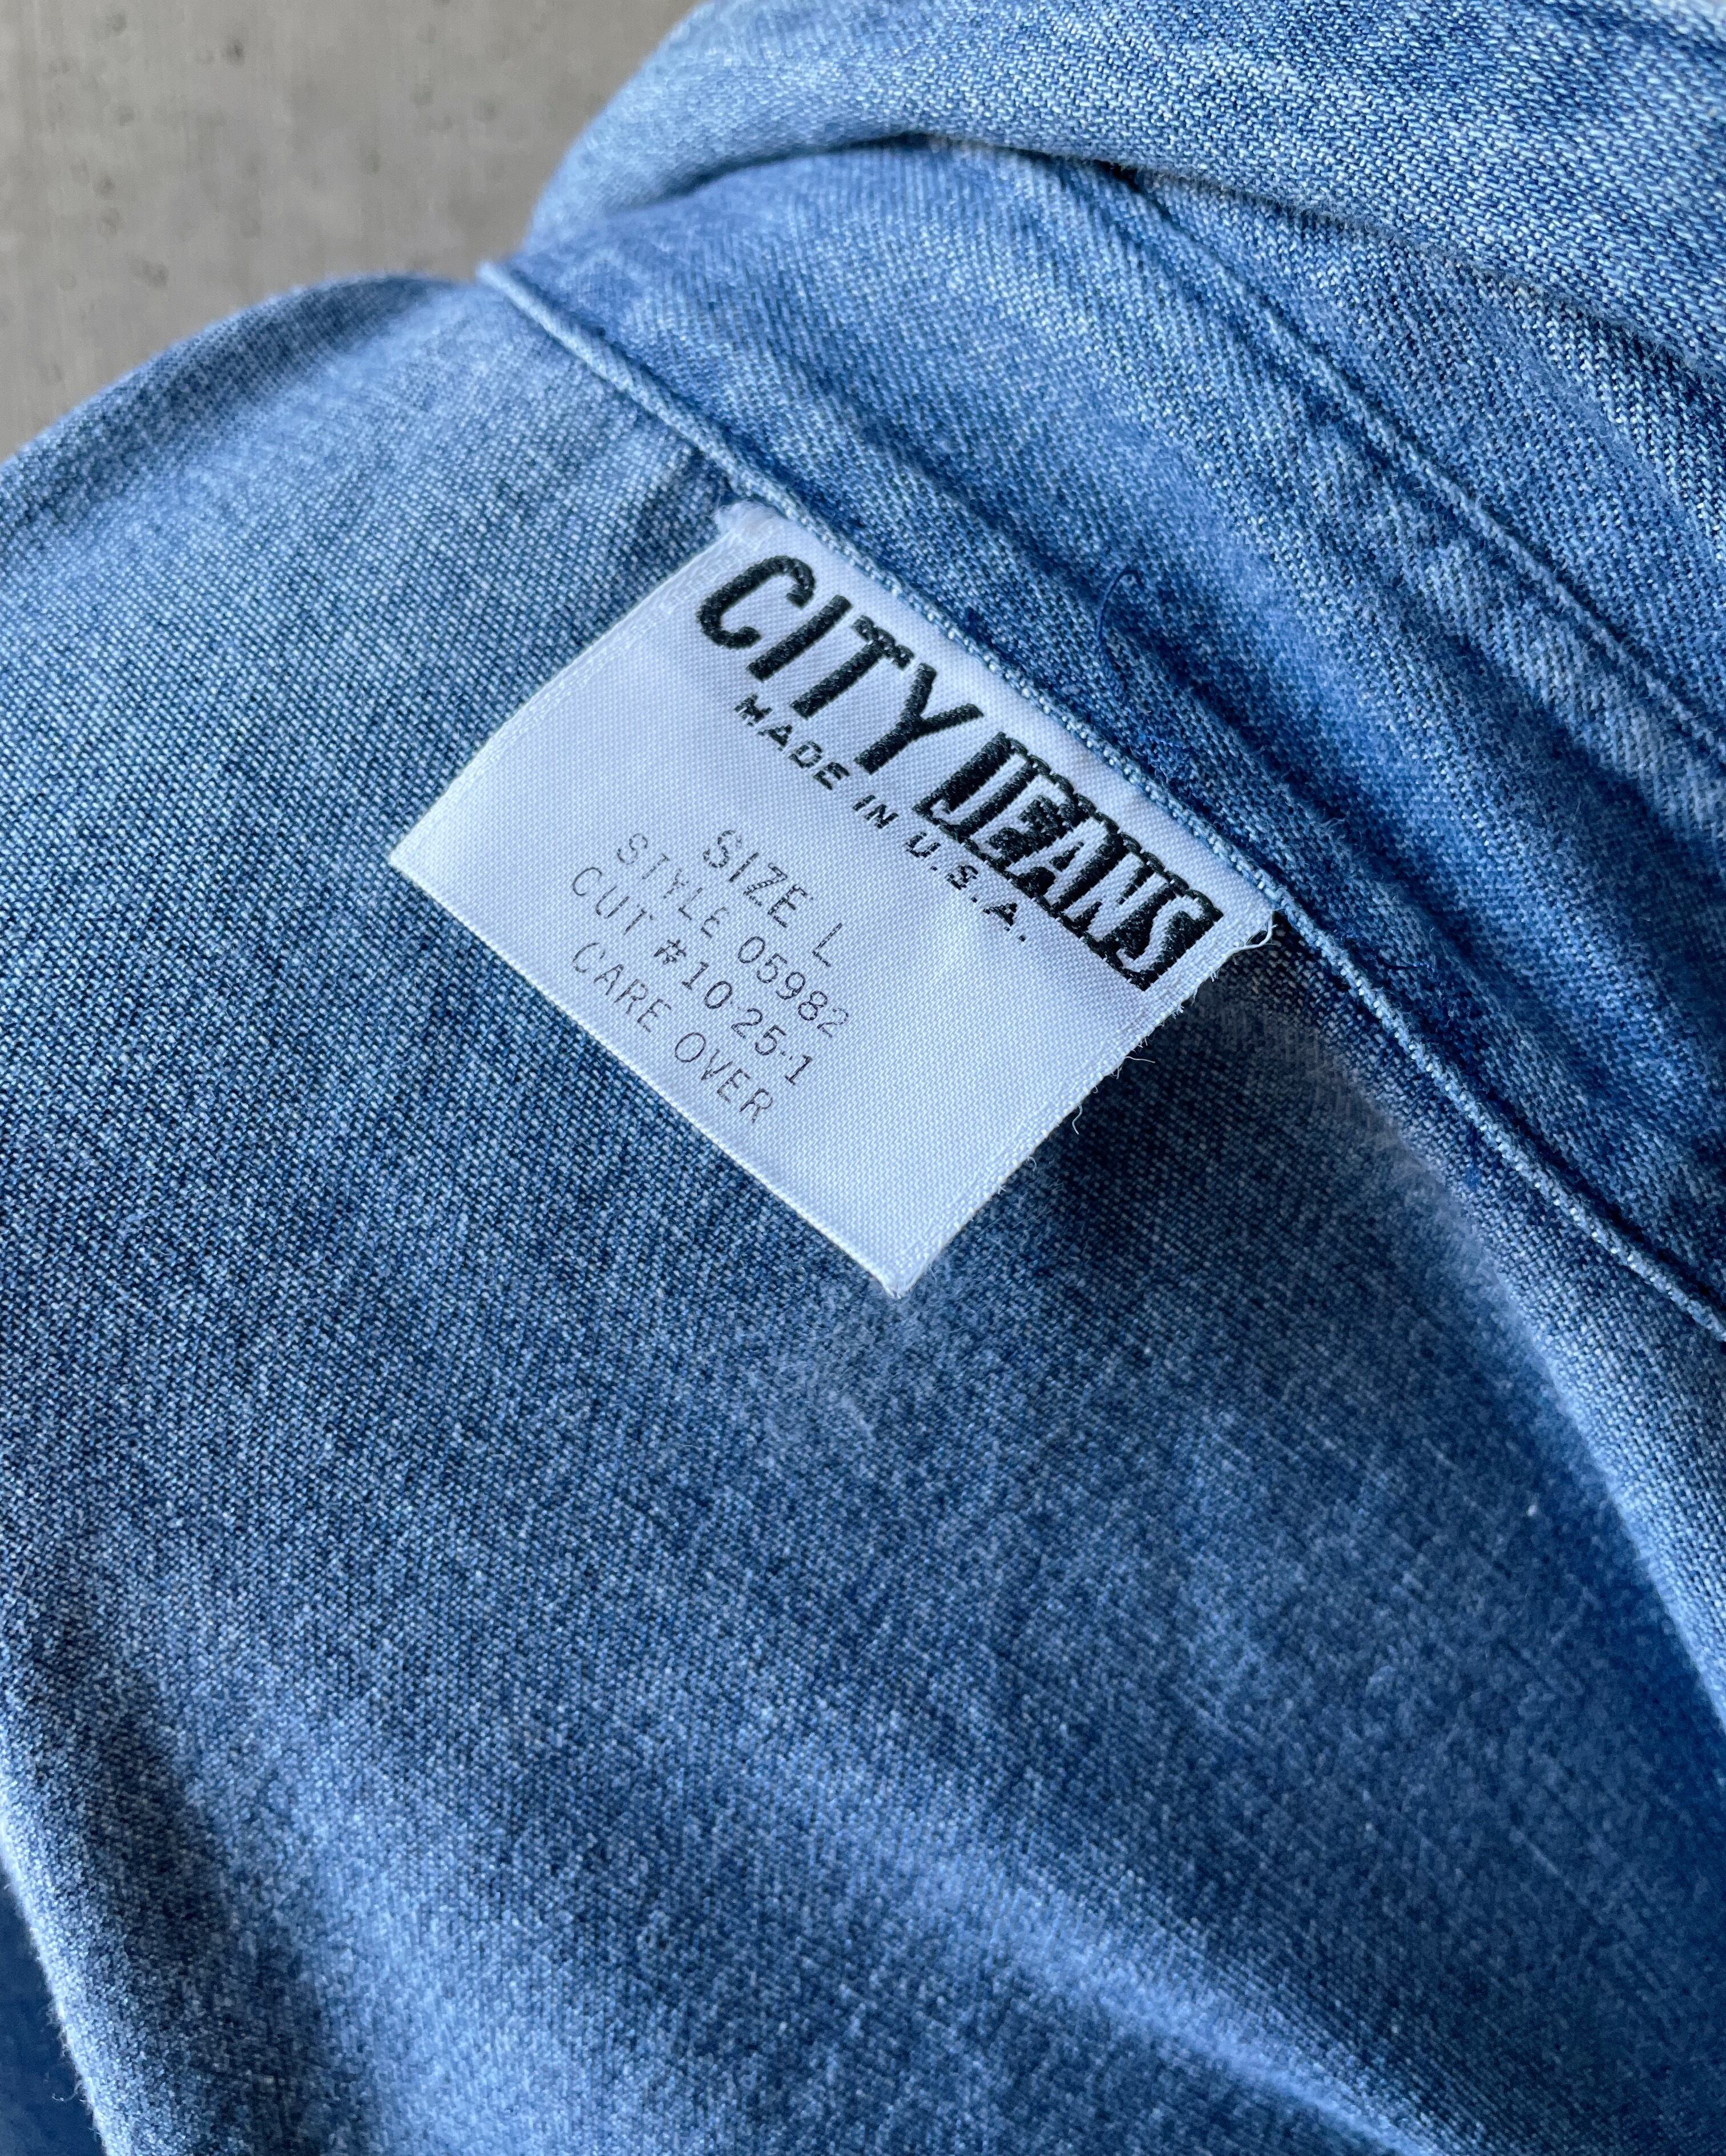 CITY JEANS
MADE IN U.S.A.
SIZE L
STYLE 05982
CUT #10-25-1
CARE OVER